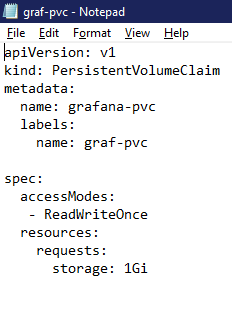 graf-pvc - Notepad
File Edit Format View Help
apiVersion: v1
kind: PersistentVolumeClaim
metadata:
  name: grafana-pvc
  labels:
    name: graf-pvc

spec:
  accessModes:
   - ReadWriteOnce
  resources:
    requests:
      storage: 1Gi